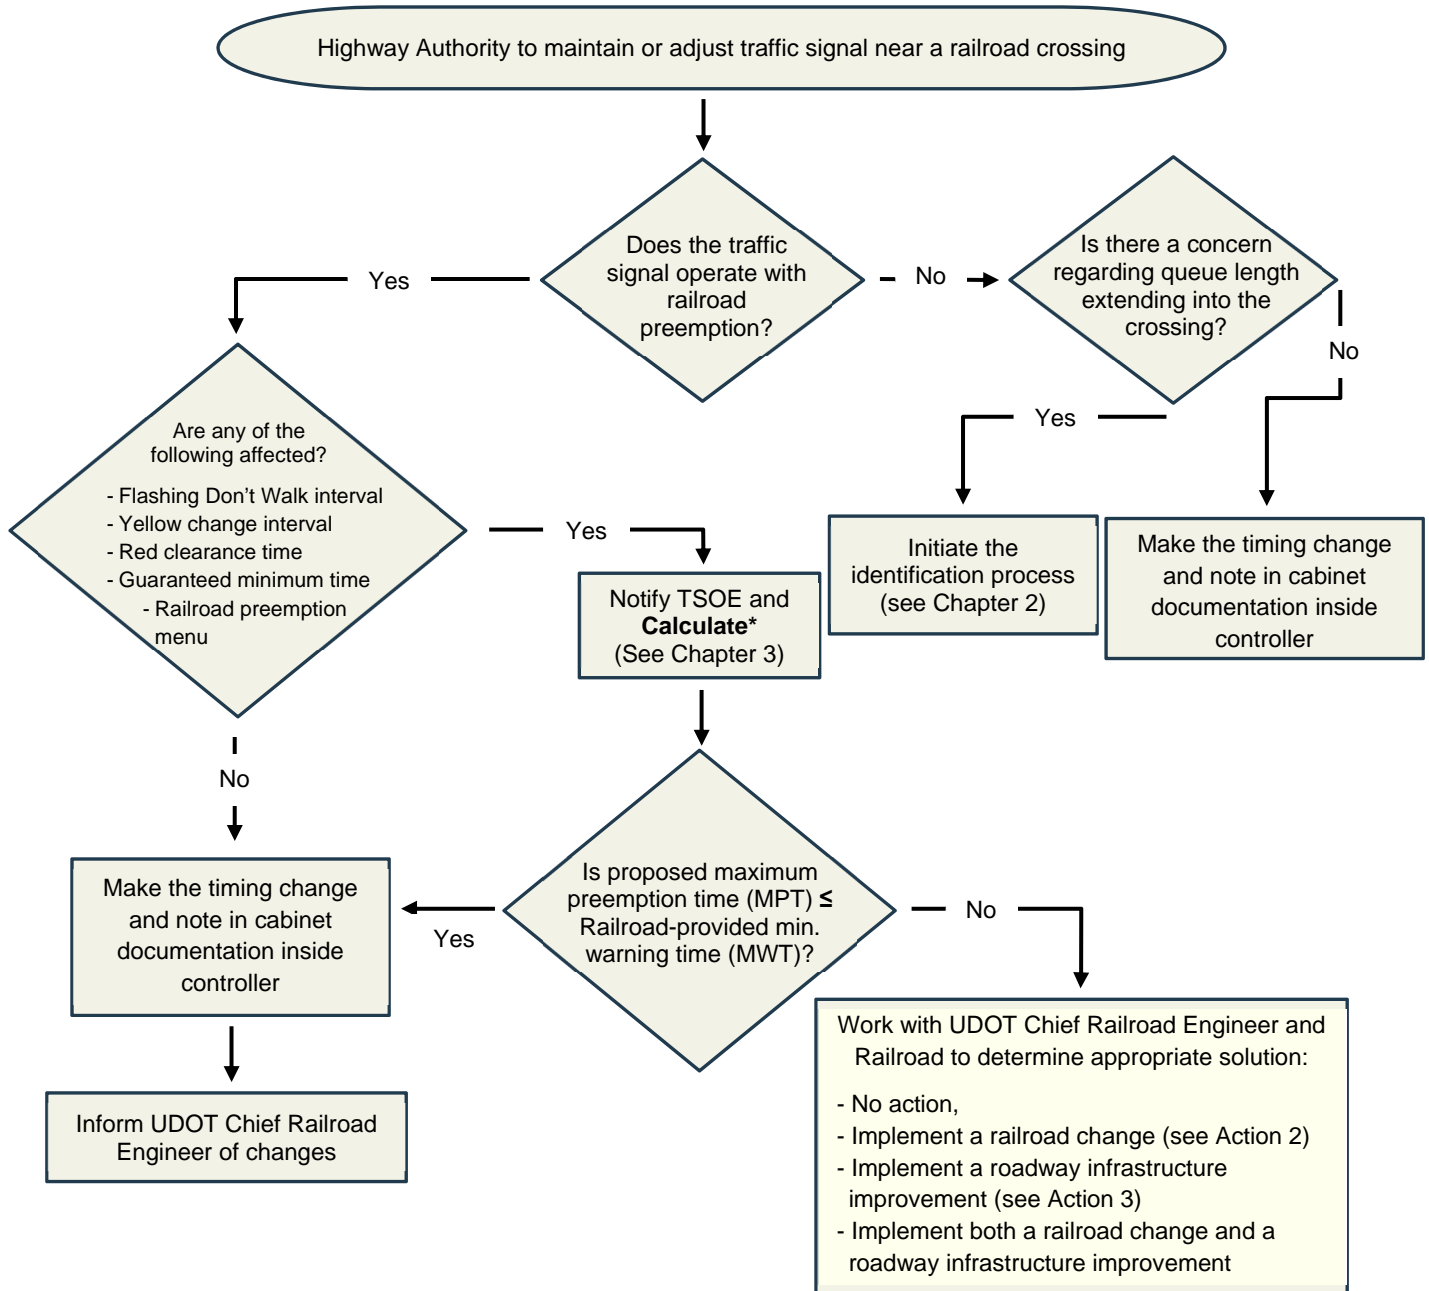 Highway Authority to maintain or adjust traffic signal near a railroad crossing
Does the traffic
signal operate with
railroad
preemption?
Yes
No
Is there a concern
regarding queue length
extending into the
crossing?
No
Yes
Are any of the
following affected?
- Flashing Don’t Walk interval
- Yellow change interval
- Red clearance time
- Guaranteed minimum time
- Railroad preemption
menu
Yes
Initiate the
identification process
(see Chapter 2)
Make the timing change
and note in cabinet
documentation inside
controller
Notify TSOE and
Calculate*
(See Chapter 3)
No
Is proposed maximum
preemption time (MPT) ≤
Railroad-provided min.
warning time (MWT)?
Yes
No
Make the timing change
and note in cabinet
documentation inside
controller
Inform UDOT Chief Railroad
Engineer of changes
Work with UDOT Chief Railroad Engineer and
Railroad to determine appropriate solution:
- No action,
- Implement a railroad change (see Action 2)
- Implement a roadway infrastructure
improvement (see Action 3)
- Implement both a railroad change and a
roadway infrastructure improvement